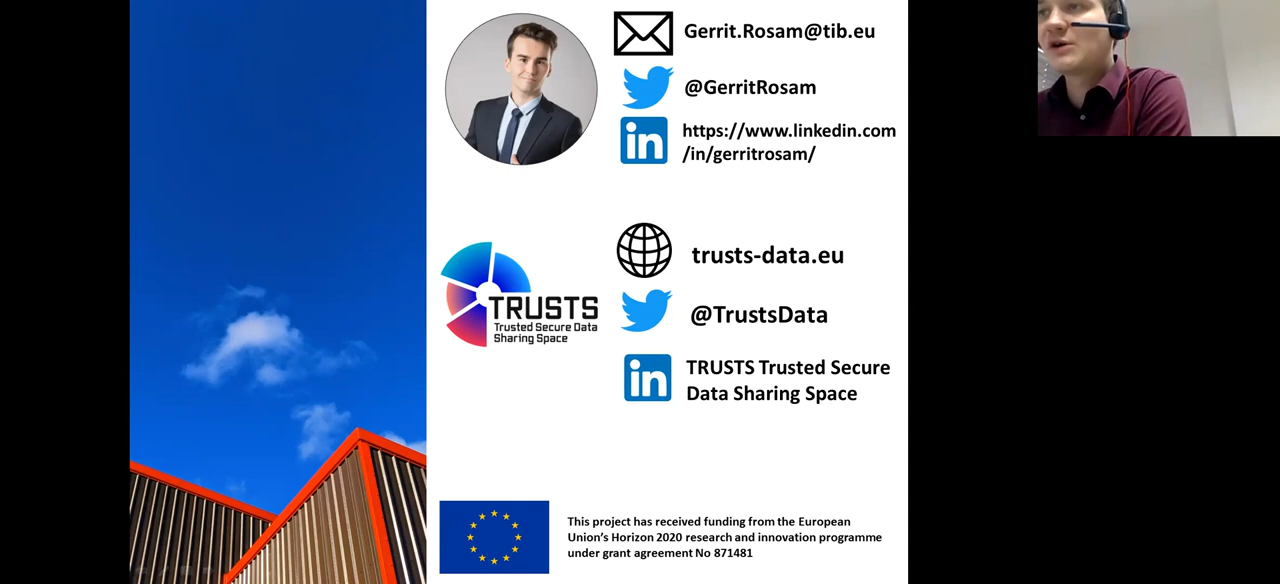 Gerrit.Rosam@tib.eu
@GerritRosam
in
https://www.linkedin.com
/in/gerritrosam/
trusts-data.eu
TRUSTS
Trusted Secure Data
Sharing Space
@TrustsData
in
TRUSTS Trusted Secure
Data Sharing Space
This project has received funding from the European
Union's Horizon 2020 research and innovation programme
under grant agreement No 871481